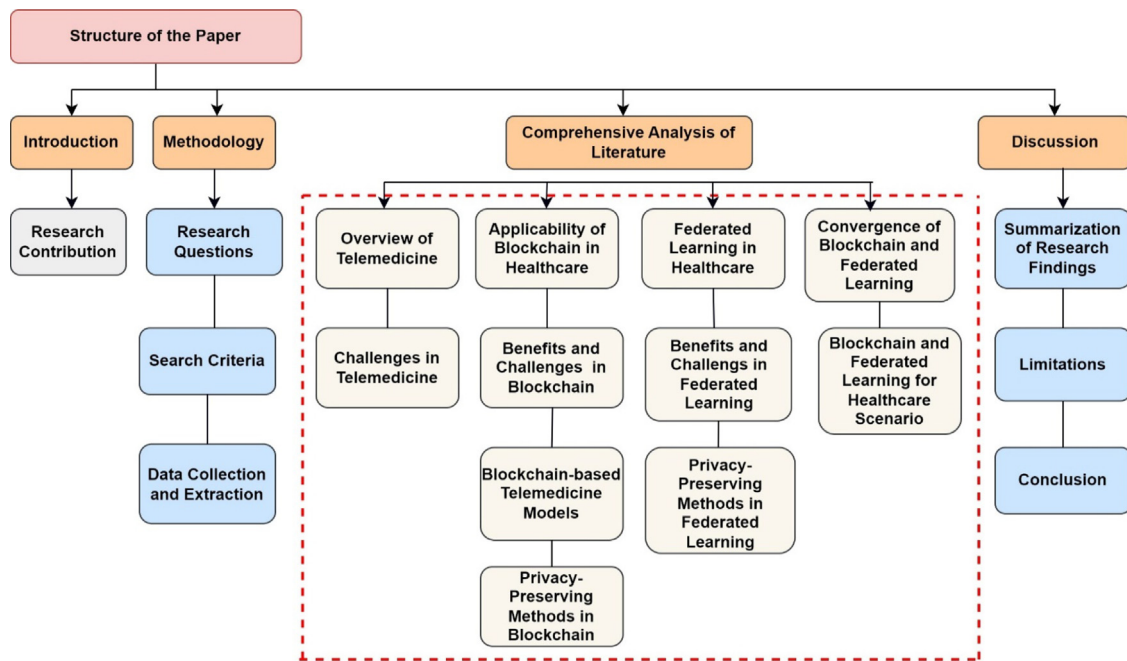 Structure of the Paper
Introduction
Methodology
Comprehensive Analysis of
Literature
Discussion
Research
Contribution
Research
Questions
Search Criteria
Data Collection
and Extraction
Overview of
Telemedicine
Challenges in
Telemedicine
Applicability of
Blockchain in
Healthcare
Benefits and
Challenges in
Blockchain
Blockchain-based
Telemedicine
Models
Privacy-
Preserving
Methods in
Blockchain
Federated
Learning in
Healthcare
Benefits and
Challengs in
Federated
Learning
Privacy-
Preserving
Methods in
Federated
Learning
Convergence of
Blockchain and
Federated
Learning
Blockchain and
Federated
Learning for
Healthcare
Scenario
Summarization
of Research
Findings
Limitations
Conclusion